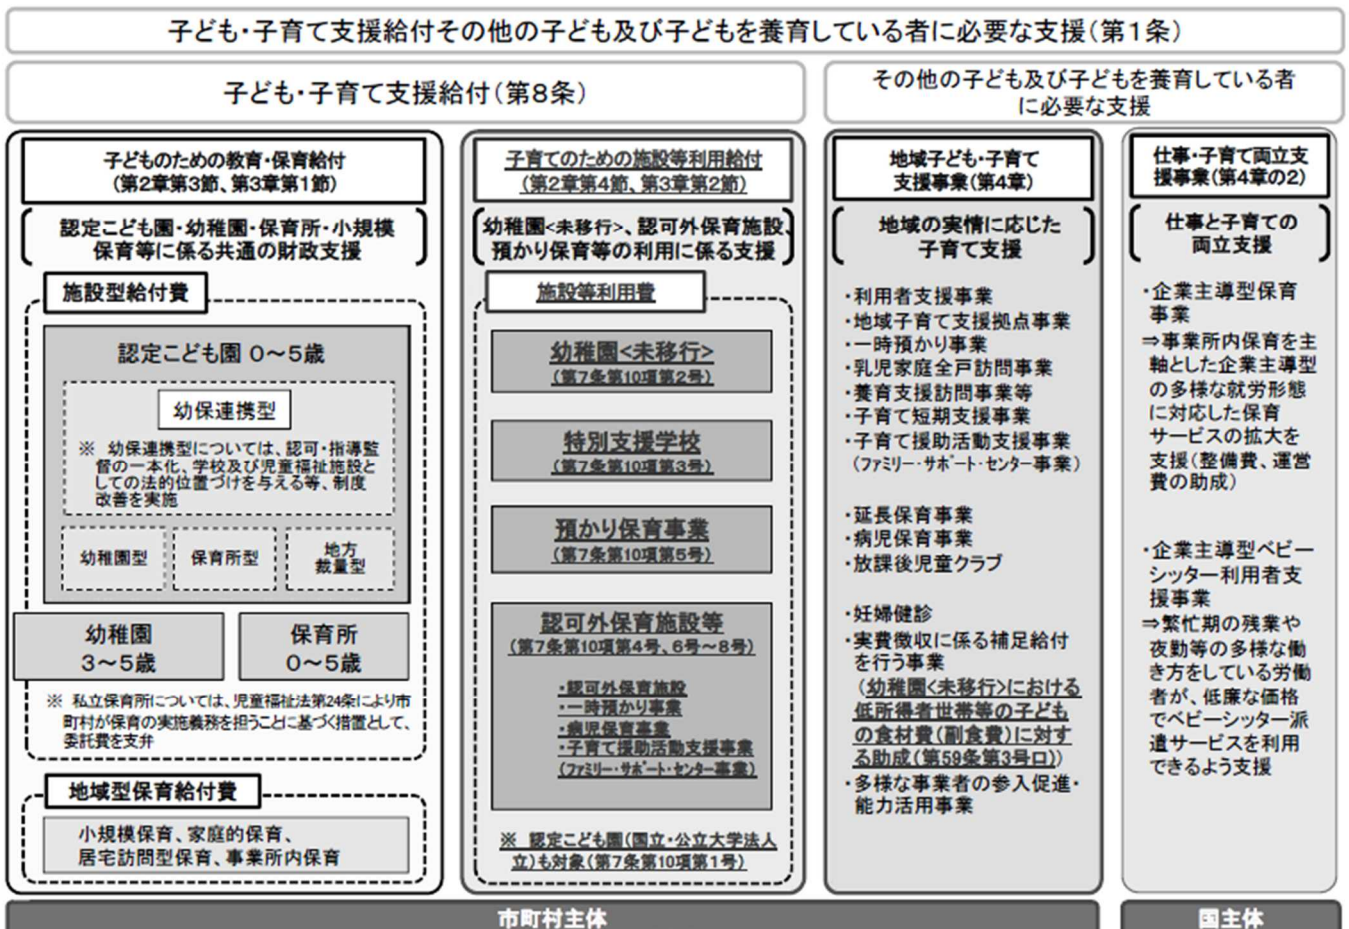 子ども・子育て支援給付その他の子ども及び子どもを養育している者に必要な支援(第1条)
子ども・子育て支援給付(第8条)
その他の子ども及び子どもを養育している者
に必要な支援
子どものための教育・保育給付
(第2章第3節、第3章第1節)
認定こども園・幼稚園・保育所・小規模
保育等に係る共通の財政支援
施設型給付費
認定こども園 0～5歳
幼保連携型
※ 幼保連携型については、認可・指導監
督の一本化、学校及び児童福祉施設と
しての法的位置づけを与える等、制度
改善を実施
幼稚園型
保育所型
地方
裁量型
幼稚園
3～5歳
保育所
0～5歳
※ 私立保育所については、児童福祉法第24条により市
町村が保育の実施義務を担うことに基づく措置として、
委託費を支弁
地域型保育給付費
小規模保育、家庭的保育、
居宅訪問型保育、事業所内保育
子育てのための施設等利用給付
(第2章第4節、第3章第2節)
幼稚園<未移行>、認可外保育施設、
預かり保育等の利用に係る支援
施設等利用費
幼稚園<未移行>
(第7条第10項第2号)
特別支援学校
(第7条第10項第3号)
預かり保育事業
(第7条第10項第5号)
認可外保育施設等
(第7条第10項第4号、6号～8号)
・認可外保育施設
・一時預かり事業
・病児保育事業
・子育て援助活動支援事業
(ファミリー・サポート・センター事業)
※ 認定こども園(国立・公立大学法人
立)も対象(第7条第10項第1号)
地域子ども・子育て
支援事業(第4章)
地域の実情に応じた
子育て支援
・利用者支援事業
・地域子育て支援拠点事業
・一時預かり事業
・乳児家庭全戸訪問事業
・養育支援訪問事業等
・子育て短期支援事業
・子育て援助活動支援事業
(ファミリー・サポート・センター事業)
・延長保育事業
・病児保育事業
・放課後児童クラブ
・妊婦健診
・実費徴収に係る補足給付
を行う事業
(幼稚園<未移行>における
低所得者世帯等の子ども
の食材費(副食費)に対す
る助成(第59条第3号ロ))
・多様な事業者の参入促進・
能力活用事業
仕事・子育て両立支
援事業(第4章の2)
仕事と子育ての
両立支援
・企業主導型保育
事業
⇒事業所内保育を主
軸とした企業主導型
の多様な就労形態
に対応した保育
サービスの拡大を
支援(整備費、運営
費の助成)
・企業主導型ベビー
シッター利用者支
援事業
⇒繁忙期の残業や
夜勤等の多様な働
き方をしている労働
者が、低廉な価格
でベビーシッター派
遣サービスを利用
できるよう支援
市町村主体
国主体